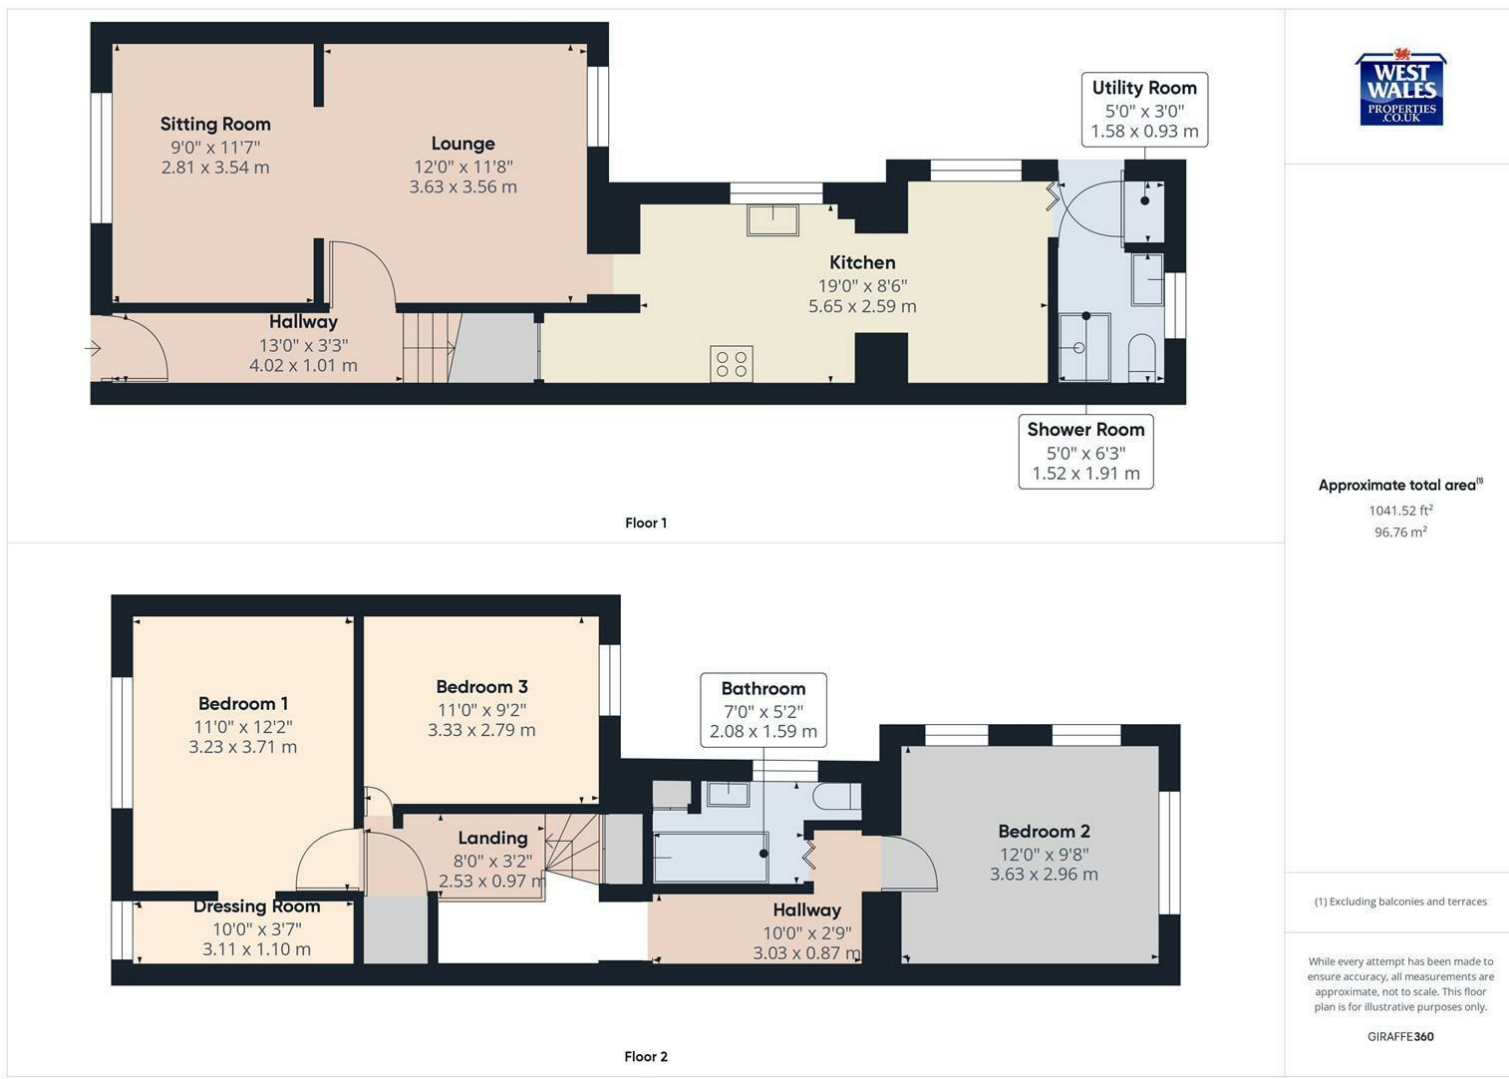 WEST
WALES
PROPERTIES
.CO.UK
Utility Room
5'0" x 3'0"
1.58 x 0.93 m
Sitting Room
9'0" x 11'7"
2.81 x 3.54 m
Lounge
12'0" x 11'8"
3.63 x 3.56 m
Kitchen
19'0" x 8'6"
5.65 x 2.59 m
Hallway
13'0" x 3'3"
4.02 x 1.01 m
Shower Room
5'0" x 6'3"
1.52 x 1.91 m
Floor 1
Approximate total area(1)
1041.52 ft²
96.76 m²
Bedroom 1
11'0" x 12'2"
3.23 x 3.71 m
Bedroom 3
11'0" x 9'2"
3.33 x 2.79 m
Bathroom
7'0" x 5'2"
2.08 x 1.59 m
Landing
8'0" x 3'2"
2.53 x 0.97 m
Bedroom 2
12'0" x 9'8"
3.63 x 2.96 m
Dressing Room
10'0" x 3'7"
3.11 x 1.10 m
Hallway
10'0" x 2'9"
3.03 x 0.87 m
Floor 2
(1) Excluding balconies and terraces
While every attempt has been made to
ensure accuracy, all measurements are
approximate, not to scale. This floor
plan is for illustrative purposes only.
GIRAFFE360